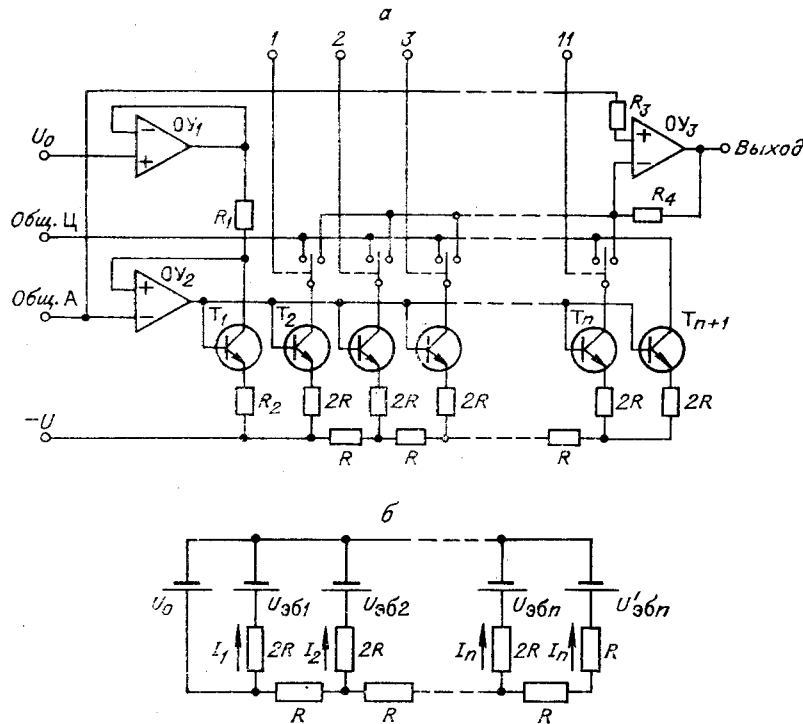 а
1 2 3 11
R3
ОУ1
ОУ3
U0
Выход
R4
R1
Общ. Ц
ОУ2
Общ. А
T1 T2 Tn Tn+1
R2 2R 2R 2R 2R 2R
-U
R R R
б
U0 Uэб1 Uэб2 Uэбn U'эбn
I1 2R I2 2R In 2R In R
R R R